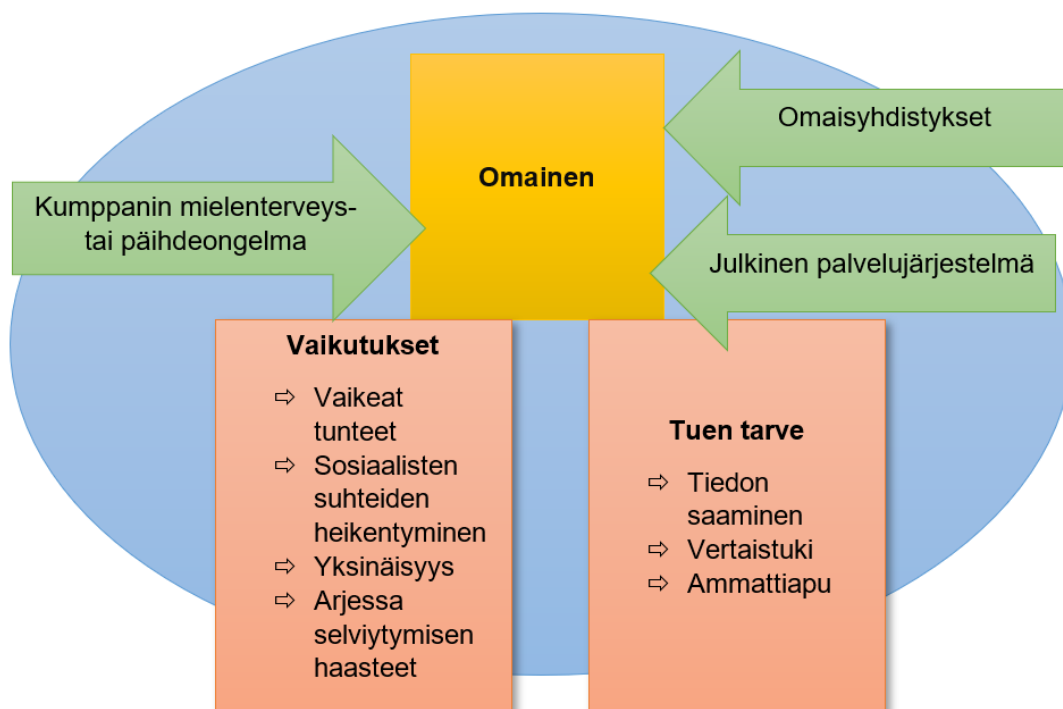 Omaisyhdistykset
Omainen
Kumppanin mielenterveys-
tai päihdeongelma
Julkinen palvelujärjestelmä
Vaikutukset
⇨ Vaikeat
tunteet
⇨ Sosiaalisten
suhteiden
heikentyminen
⇨ Yksinäisyys
⇨ Arjessa
selviytymisen
haasteet
Tuen tarve
⇨ Tiedon
saaminen
⇨ Vertaistuki
⇨ Ammattiapu